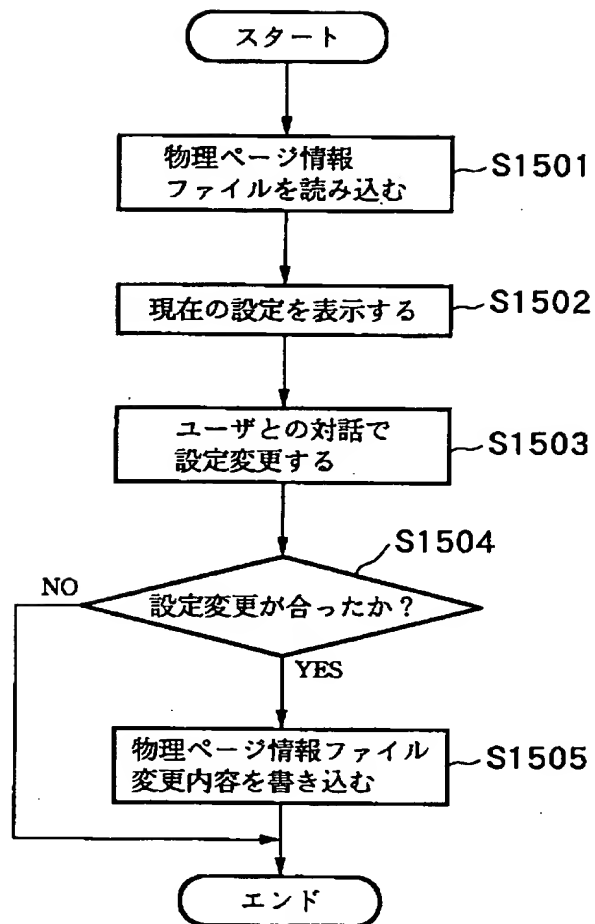 スタート
物理ページ情報
ファイルを読み込む
S1501
現在の設定を表示する
S1502
ユーザとの対話で
設定変更する
S1503
S1504
NO
設定変更が合ったか？
YES
物理ページ情報ファイル
変更内容を書き込む
S1505
エンド